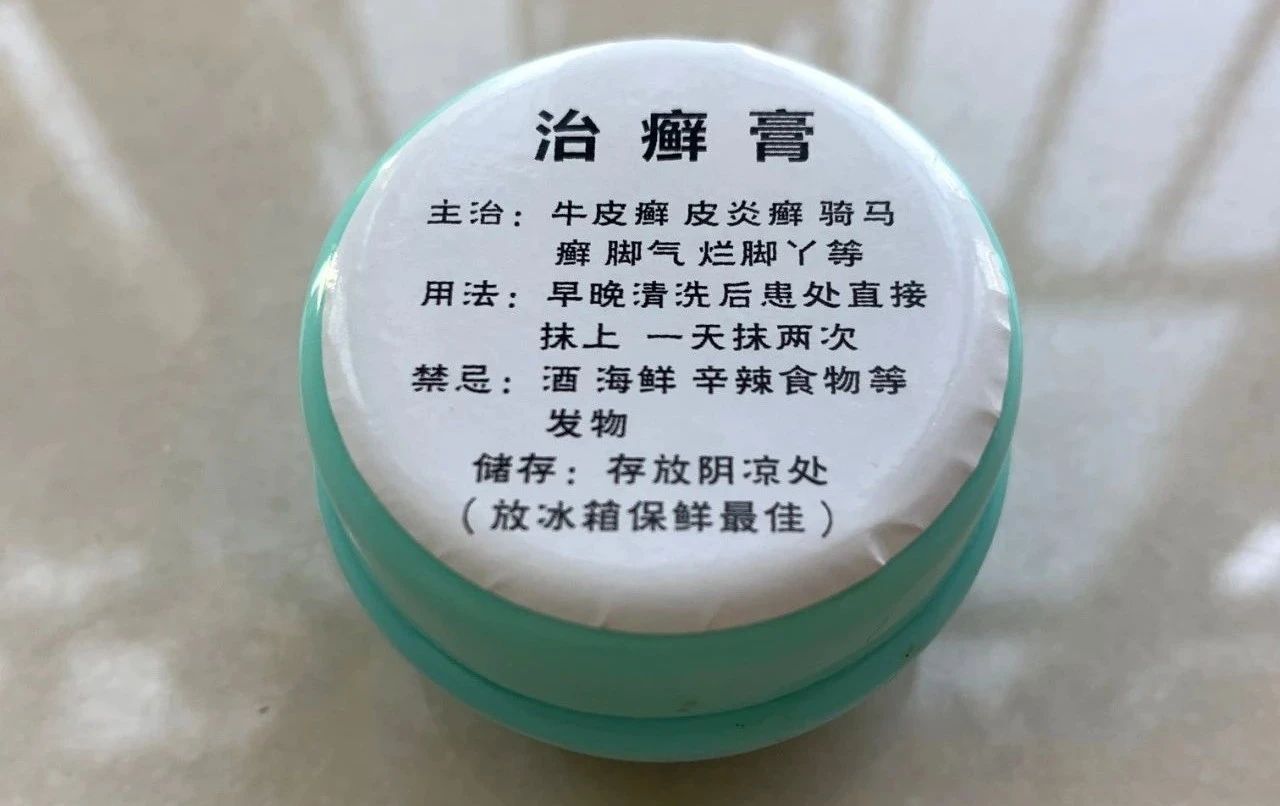 治癣膏
主治：牛皮癣 皮炎癣 骑马
癣 脚气 烂脚丫等
用法：早晚清洗后患处直接
抹上 一天抹两次
禁忌：酒 海鲜 辛辣食物等
发物
储存：存放阴凉处
（放冰箱保鲜最佳）